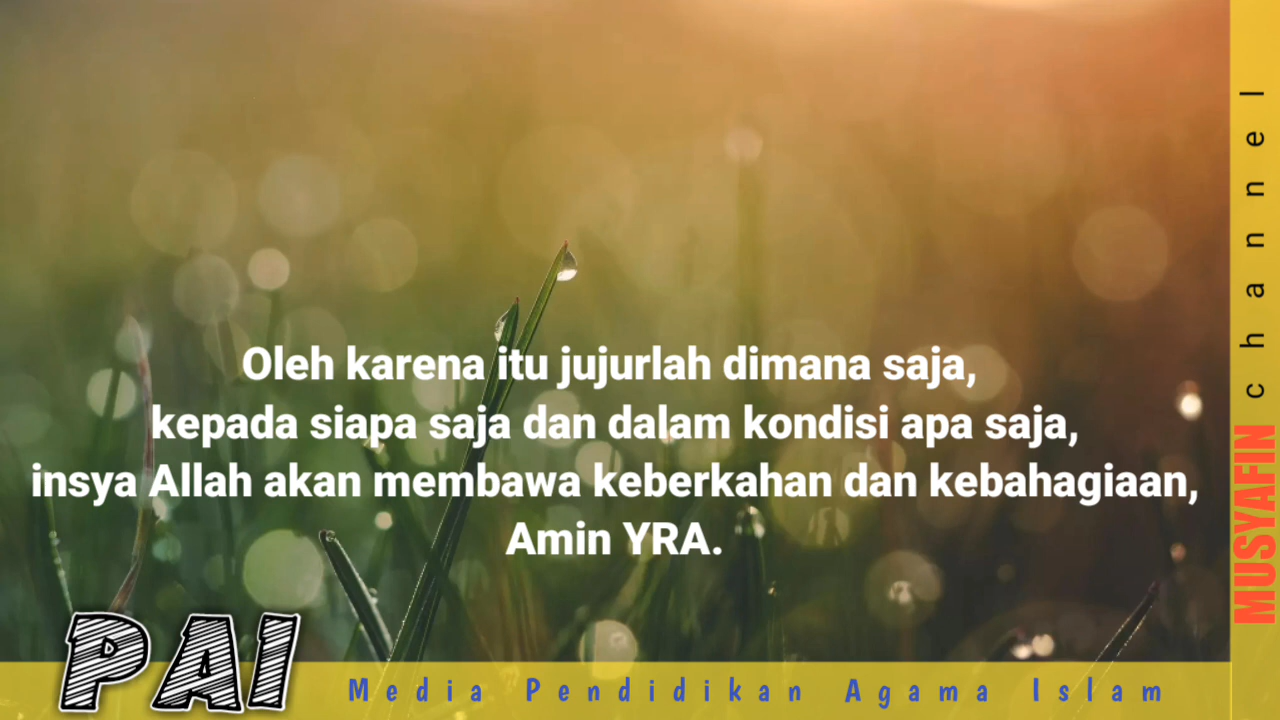 Oleh karena itu jujurlah dimana saja,
kepada siapa saja dan dalam kondisi apa saja,
insya Allah akan membawa keberkahan dan kebahagiaan,
Amin YRA.
PAI
Media Pendidikan Agama Islam
MUSYAFIN channel